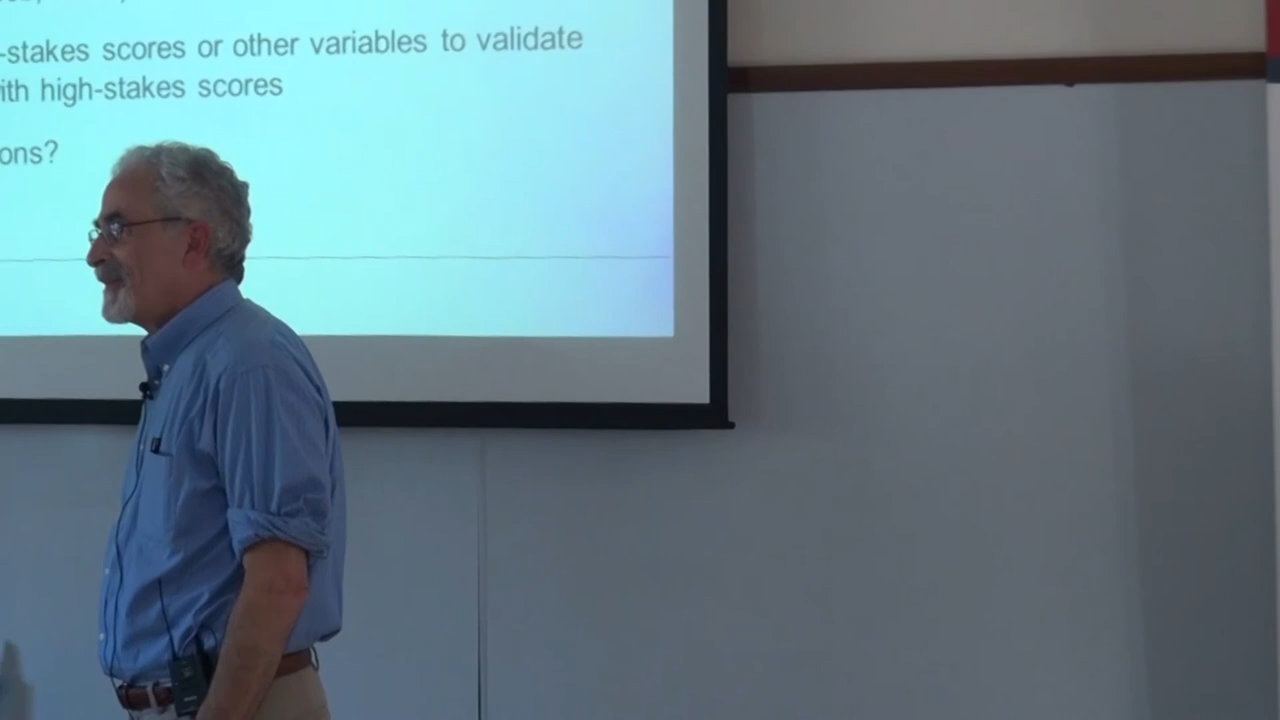 -stakes scores or other variables to validate
ith high-stakes scores
ons?